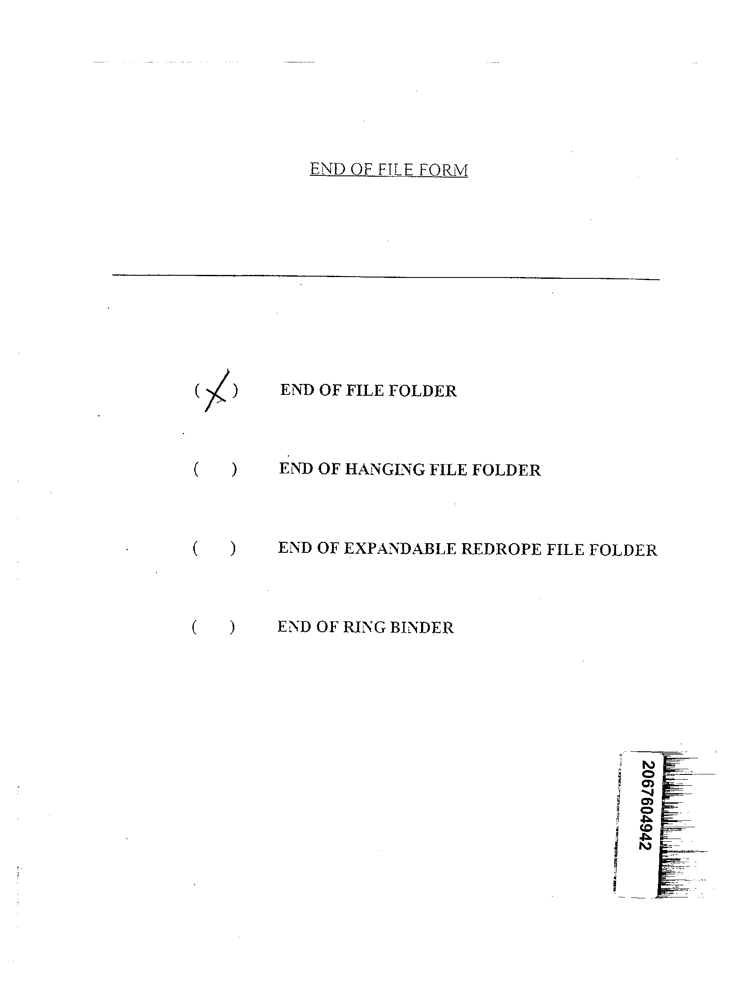 END OF FILE FORM
(X) END OF FILE FOLDER
( ) END OF HANGING FILE FOLDER
( ) END OF EXPANDABLE REDROPE FILE FOLDER
( ) END OF RING BINDER
2067604942